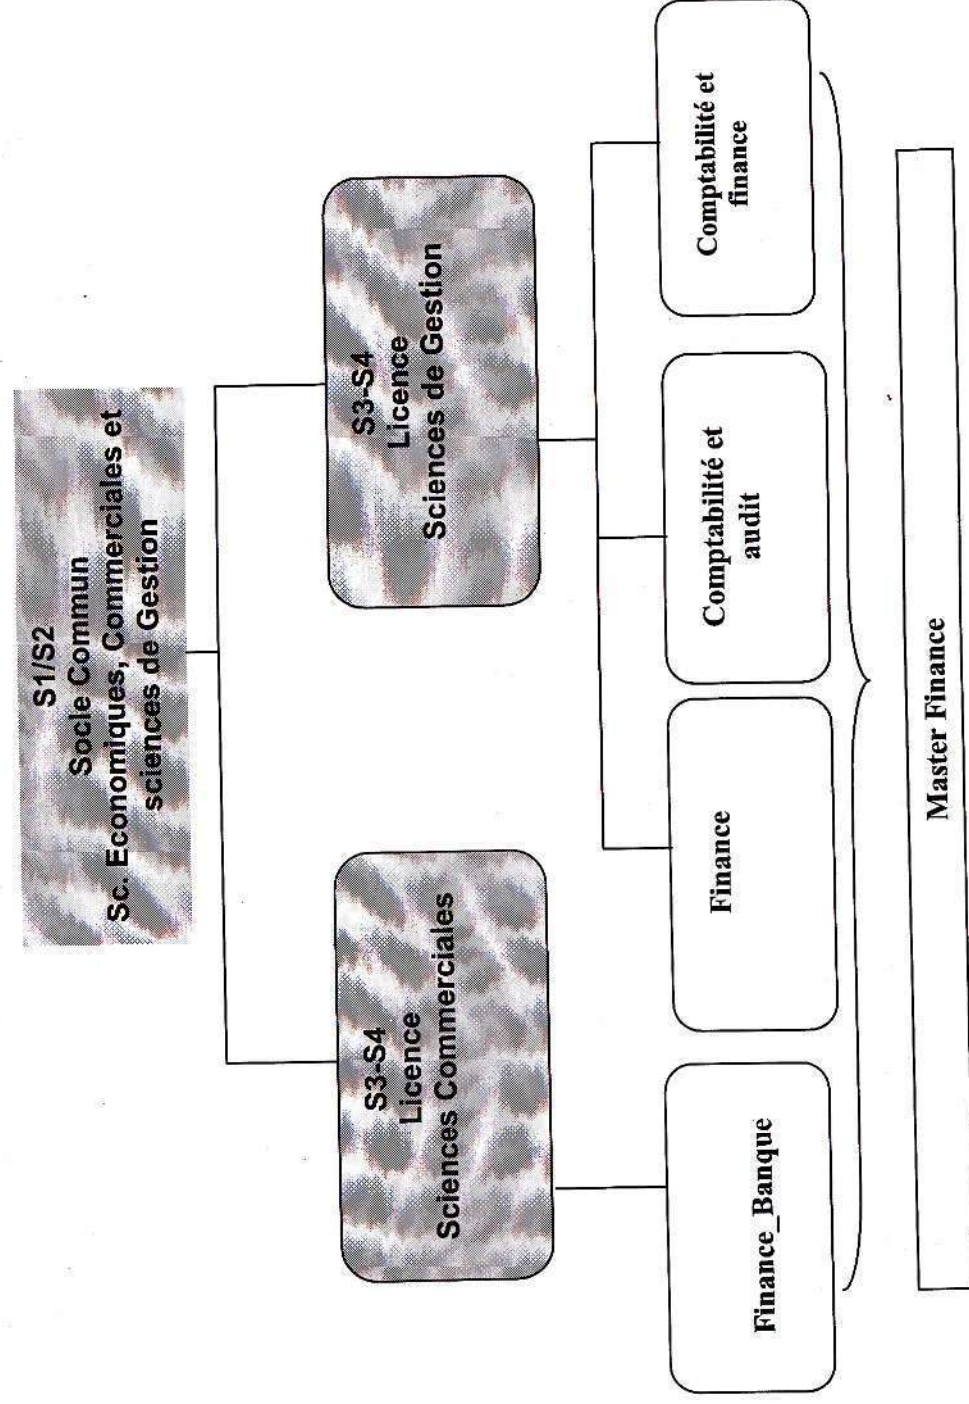 S1/S2
Socle Commun
Sc. Economiques, Commerciales et
sciences de Gestion
S3-S4
Licence
Sciences Commerciales
S3-S4
Licence
Sciences de Gestion
Finance_Banque
Finance
Comptabilité et
audit
Comptabilité et
finance
Master Finance